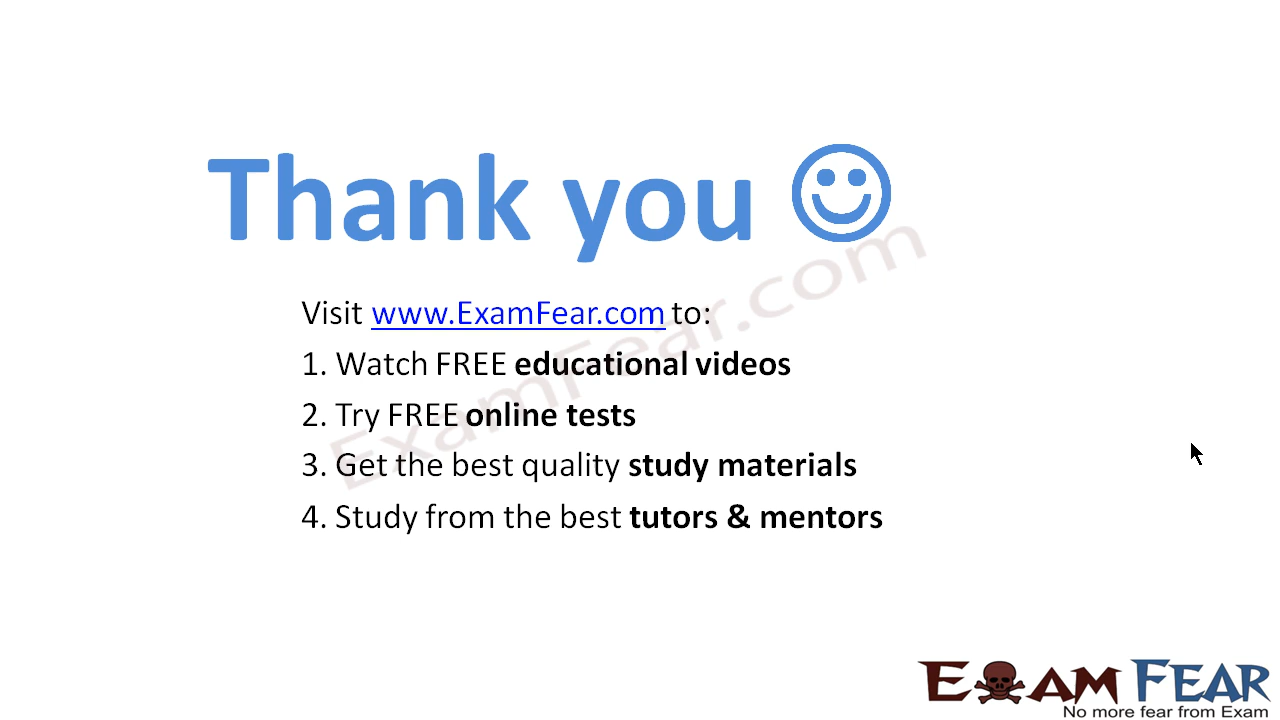 Thank you
Visit www.ExamFear.com to:
1. Watch FREE educational videos
2. Try FREE online tests
3. Get the best quality study materials
4. Study from the best tutors & mentors
ExamFear.com
EXAM FEAR
No more fear from Exam